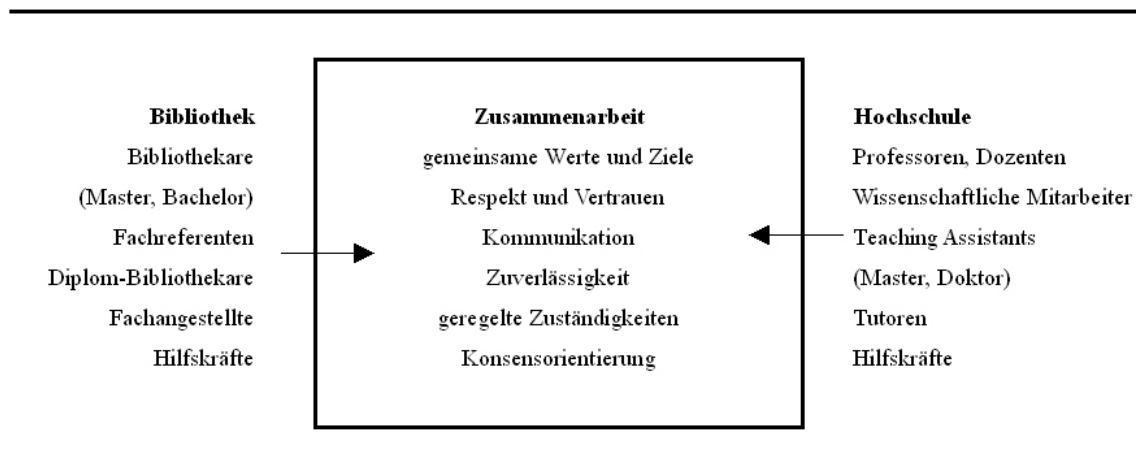 Bibliothek
Bibliothekare
(Master, Bachelor)
Fachreferenten
Diplom-Bibliothekare
Fachangestellte
Hilfskräfte
Zusammenarbeit
gemeinsame Werte und Ziele
Respekt und Vertrauen
Kommunikation
Zuverlässigkeit
geregelte Zuständigkeiten
Konsensorientierung
Hochschule
Professoren, Dozenten
Wissenschaftliche Mitarbeiter
Teaching Assistants
(Master, Doktor)
Tutoren
Hilfskräfte